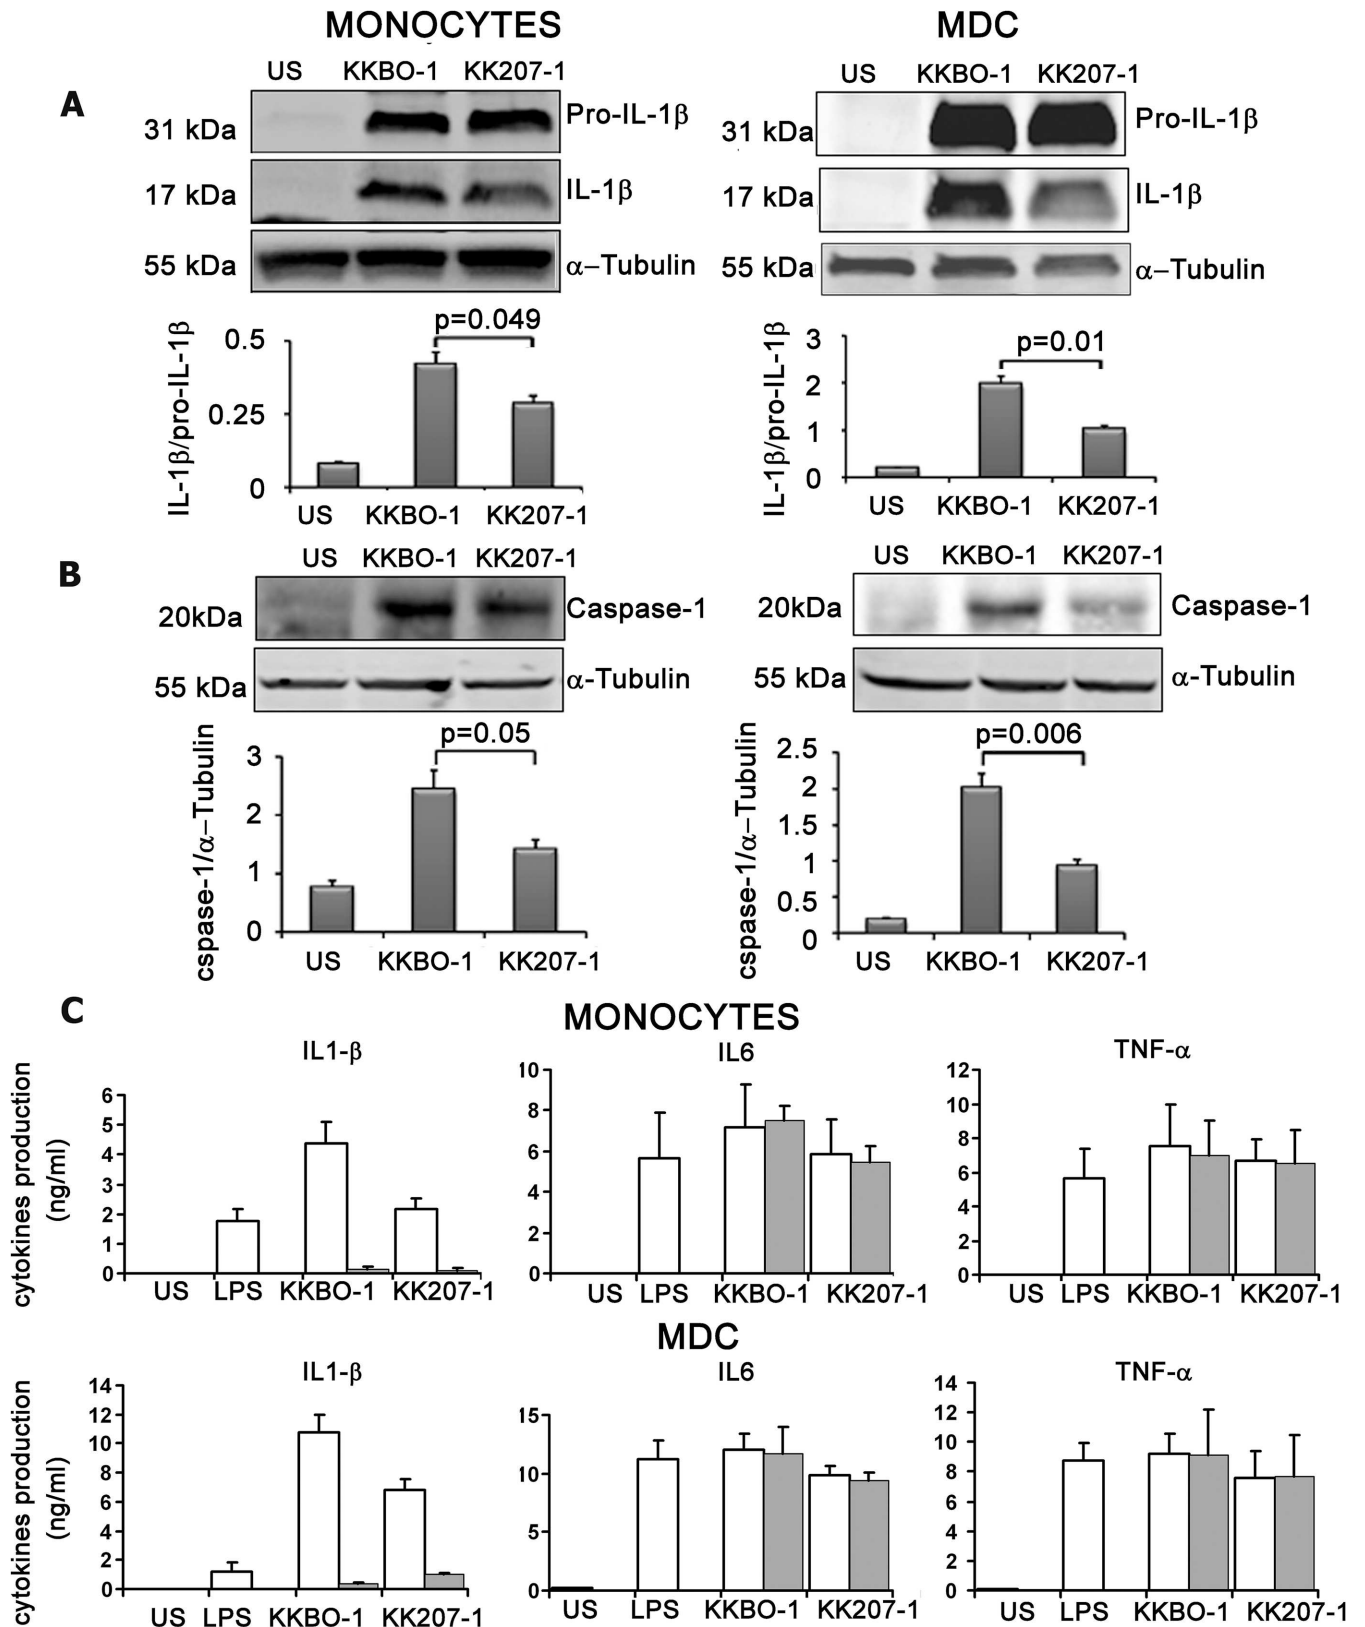 MONOCYTES MDC
US KKBO-1 KK207-1 US KKBO-1 KK207-1
A
31 kDa Pro-IL-1β 31 kDa Pro-IL-1β
17 kDa IL-1β 17 kDa IL-1β
55 kDa α–Tubulin 55 kDa α–Tubulin
IL-1β/pro-IL-1β
0.5
0.25
0
p=0.049
US KKBO-1 KK207-1
IL-1β/pro-IL-1β
3
2
1
0
p=0.01
US KKBO-1 KK207-1
B
US KKBO-1 KK207-1 US KKBO-1 KK207-1
20kDa Caspase-1 20kDa Caspase-1
55 kDa α-Tubulin 55 kDa α-Tubulin
cspase-1/α–Tubulin
3
2
1
0
p=0.05
US KKBO-1 KK207-1
cspase-1/α–Tubulin
2.5
2
1.5
1
0.5
0
p=0.006
US KKBO-1 KK207-1
C
MONOCYTES
IL1-β
cytokines production
(ng/ml)
6
5
4
3
2
1
0
US LPS KKBO-1 KK207-1
IL6
10
8
6
4
2
0
US LPS KKBO-1 KK207-1
TNF-α
12
10
8
6
4
2
0
US LPS KKBO-1 KK207-1
MDC
IL1-β
cytokines production
(ng/ml)
14
12
10
8
6
4
2
0
US LPS KKBO-1 KK207-1
IL6
15
10
5
0
US LPS KKBO-1 KK207-1
TNF-α
14
12
10
8
6
4
2
0
US LPS KKBO-1 KK207-1